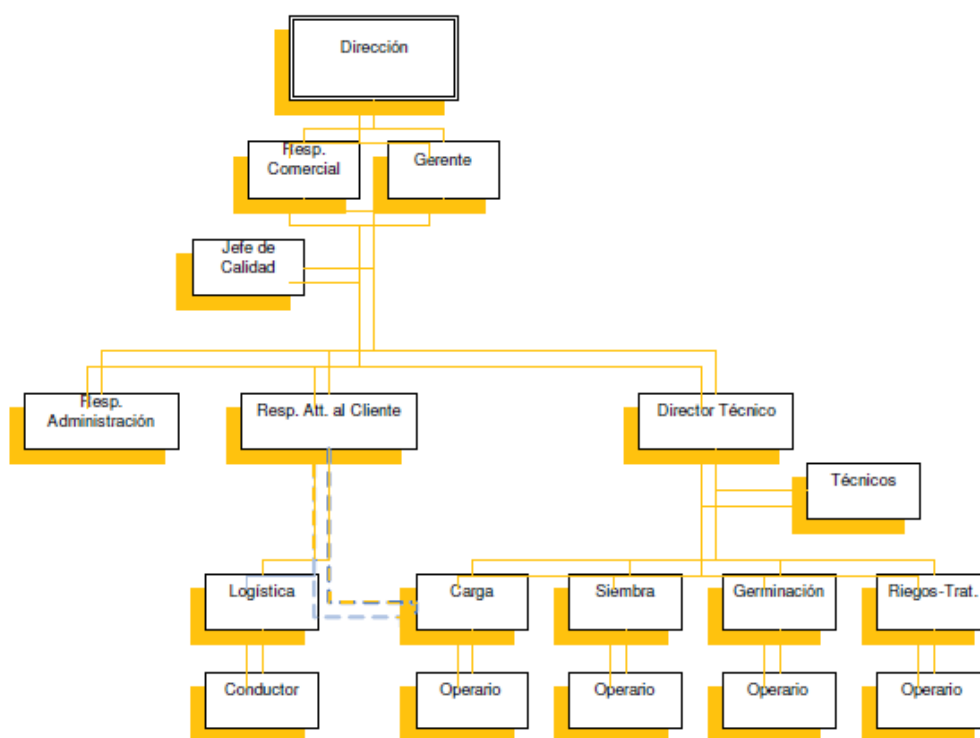 Dirección
Resp.
Comercial
Gerente
Jefe de
Calidad
Resp.
Administración
Resp. Att. al Cliente
Director Técnico
Técnicos
Logística
Carga
Siembra
Germinación
Riegos-Trat.
Conductor
Operario
Operario
Operario
Operario